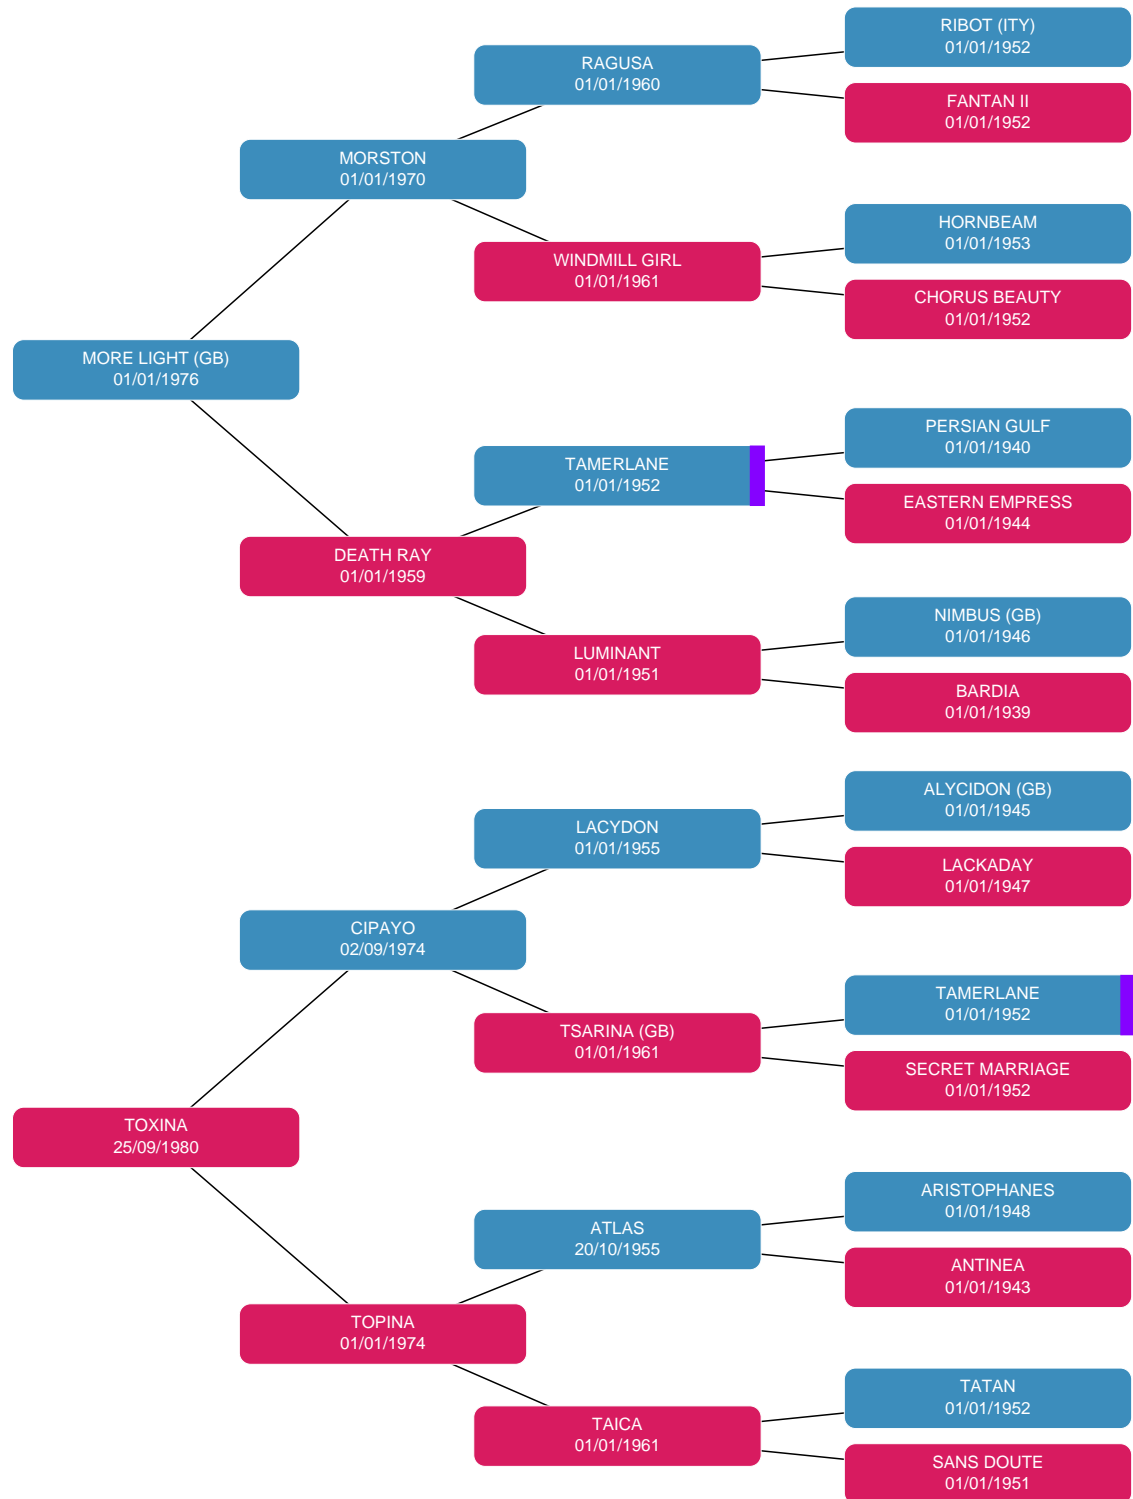 RIBOT (ITY)
01/01/1952
RAGUSA
01/01/1960
FANTAN II
01/01/1952
MORSTON
01/01/1970
HORNBEAM
01/01/1953
WINDMILL GIRL
01/01/1961
CHORUS BEAUTY
01/01/1952
MORE LIGHT (GB)
01/01/1976
PERSIAN GULF
01/01/1940
TAMERLANE
01/01/1952
EASTERN EMPRESS
01/01/1944
DEATH RAY
01/01/1959
NIMBUS (GB)
01/01/1946
LUMINANT
01/01/1951
BARDIA
01/01/1939
ALYCIDON (GB)
01/01/1945
LACYDON
01/01/1955
LACKADAY
01/01/1947
CIPAYO
02/09/1974
TAMERLANE
01/01/1952
TSARINA (GB)
01/01/1961
SECRET MARRIAGE
01/01/1952
TOXINA
25/09/1980
ARISTOPHANES
01/01/1948
ATLAS
20/10/1955
ANTINEA
01/01/1943
TOPINA
01/01/1974
TATAN
01/01/1952
TAICA
01/01/1961
SANS DOUTE
01/01/1951